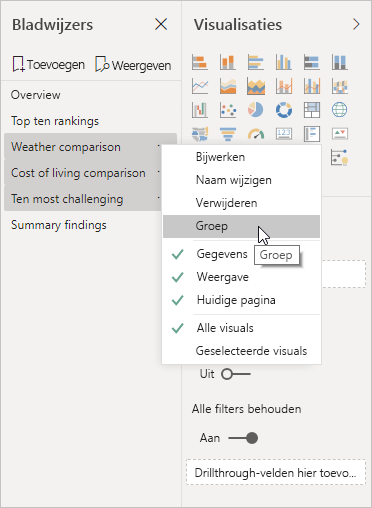 Bladwijzers
Toevoegen
Weergeven
Overview
Top ten rankings
Weather comparison
Cost of living comparison
Ten most challenging
Summary findings
Visualisaties
123
Bijwerken
Naam wijzigen
Verwijderen
Groep
Gegevens
Groep
Weergave
Huidige pagina
Alle visuals
Geselecteerde visuals
Uit
Alle filters behouden
Aan
Drillthrough-velden hier toevo...